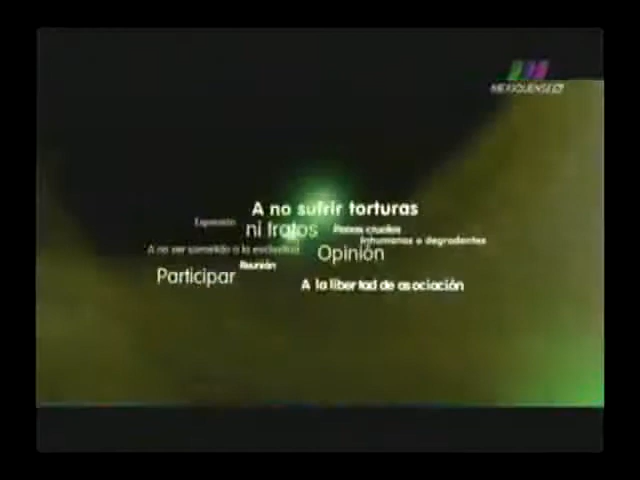 MEXIQUENSE
A no sufrir torturas
Expresión
ni tratos
Penas crueles
Inhumanos o degradantes
A no ser sometido a la esclavitud
Opinión
Reunión
Participar
A la libertad de asociación